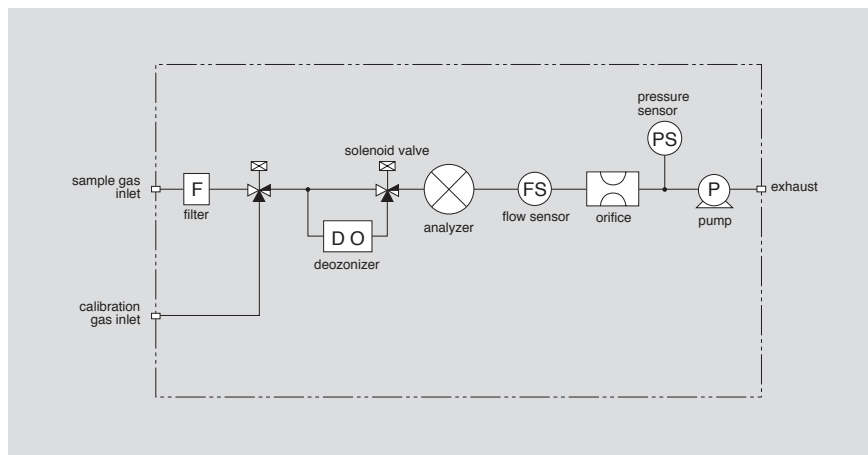 pressure
sensor
PS
solenoid valve
sample gas
inlet
F
filter
analyzer
FS
flow sensor
orifice
P
pump
exhaust
D O
deozonizer
calibration
gas inlet